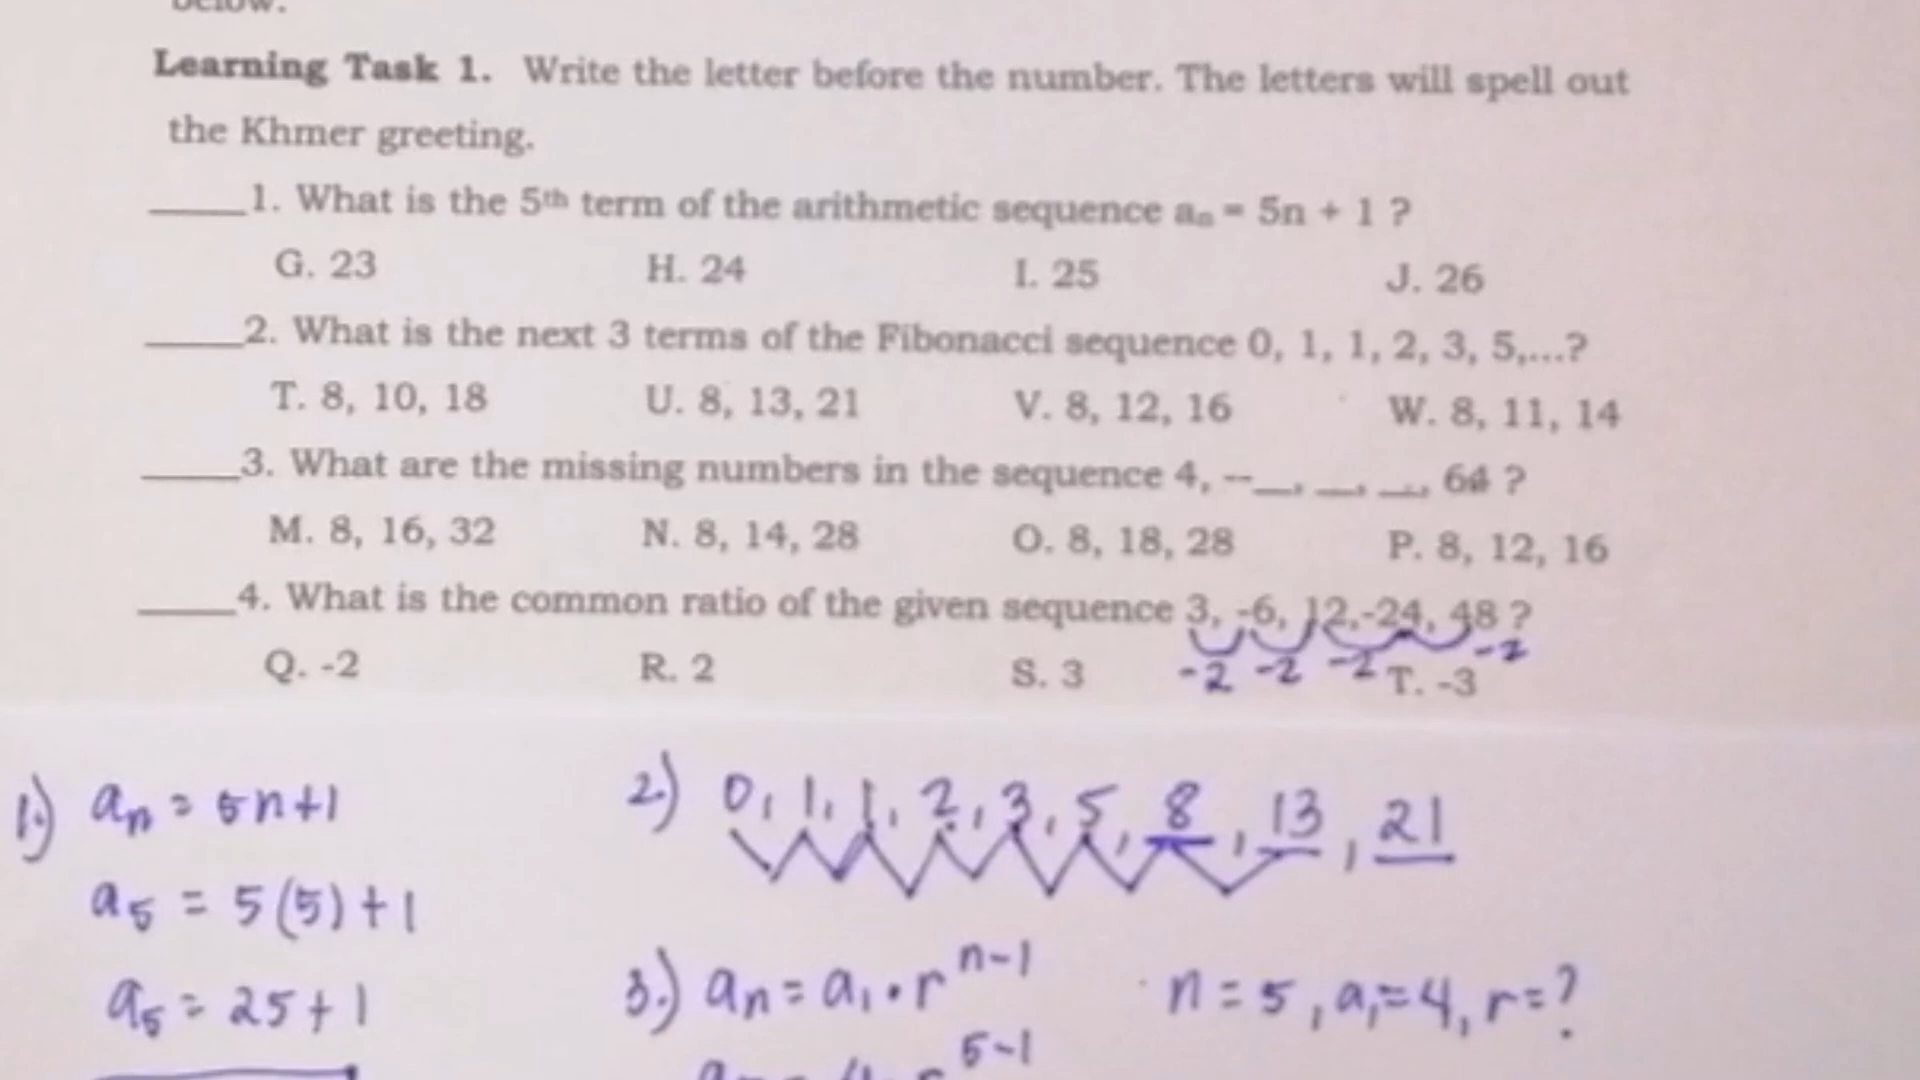 below.
Learning Task 1. Write the letter before the number. The letters will spell out
the Khmer greeting.
_____1. What is the 5th term of the arithmetic sequence aₙ = 5n + 1 ?
G. 23 H. 24 I. 25 J. 26
_____2. What is the next 3 terms of the Fibonacci sequence 0, 1, 1, 2, 3, 5,...?
T. 8, 10, 18 U. 8, 13, 21 V. 8, 12, 16 W. 8, 11, 14
_____3. What are the missing numbers in the sequence 4, --__, __, __, 64 ?
M. 8, 16, 32 N. 8, 14, 28 O. 8, 18, 28 P. 8, 12, 16
_____4. What is the common ratio of the given sequence 3, -6, 12,-24, 48 ?
-2 -2 -2 -2
Q. -2 R. 2 S. 3 T. -3
1.) aₙ = 5n+1 2.) 0, 1, 1, 2, 3, 5, 8, 13, 21
a₅ = 5(5)+1
a₅ = 25+1 3.) aₙ = a₁ • rⁿ⁻¹ n = 5, a₁=4, r=?
5-1